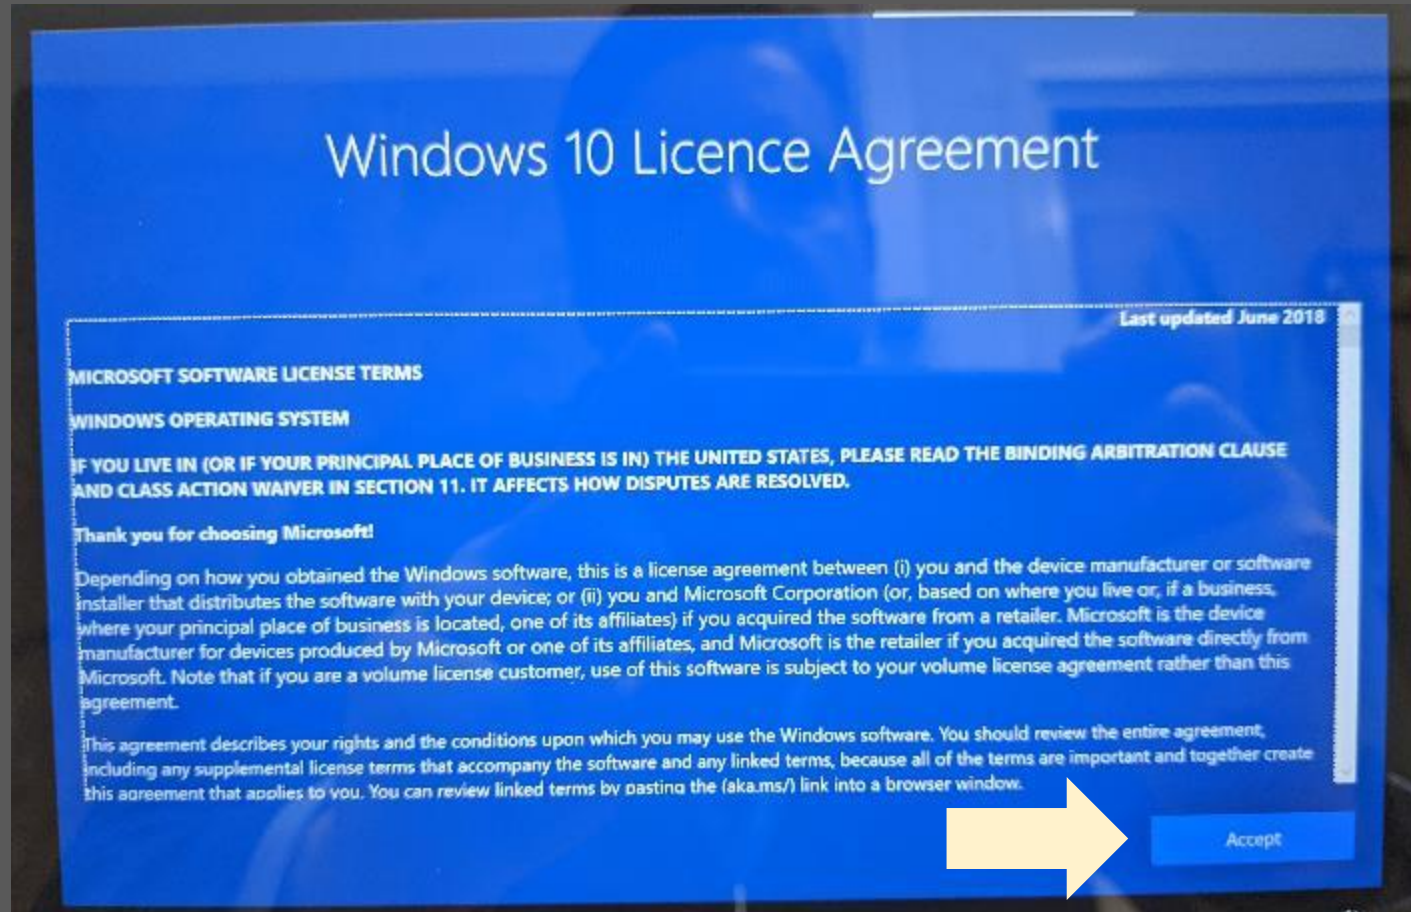 Windows 10 Licence Agreement
Last updated June 2018
MICROSOFT SOFTWARE LICENSE TERMS
WINDOWS OPERATING SYSTEM
IF YOU LIVE IN (OR IF YOUR PRINCIPAL PLACE OF BUSINESS IS IN) THE UNITED STATES, PLEASE READ THE BINDING ARBITRATION CLAUSE
AND CLASS ACTION WAIVER IN SECTION 11. IT AFFECTS HOW DISPUTES ARE RESOLVED.
Thank you for choosing Microsoft!
Depending on how you obtained the Windows software, this is a license agreement between (i) you and the device manufacturer or software
installer that distributes the software with your device; or (ii) you and Microsoft Corporation (or, based on where you live or, if a business,
where your principal place of business is located, one of its affiliates) if you acquired the software from a retailer. Microsoft is the device
manufacturer for devices produced by Microsoft or one of its affiliates, and Microsoft is the retailer if you acquired the software directly from
Microsoft. Note that if you are a volume license customer, use of this software is subject to your volume license agreement rather than this
agreement.
This agreement describes your rights and the conditions upon which you may use the Windows software. You should review the entire agreement,
including any supplemental license terms that accompany the software and any linked terms, because all of the terms are important and together create
this agreement that applies to you. You can review linked terms by pasting the (aka.ms/) link into a browser window.
Accept